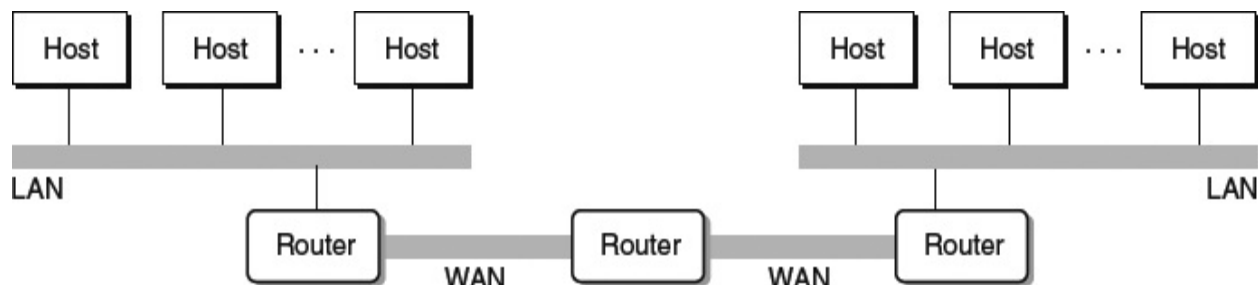 Host Host ... Host Host Host ... Host
LAN LAN
Router Router Router
WAN WAN